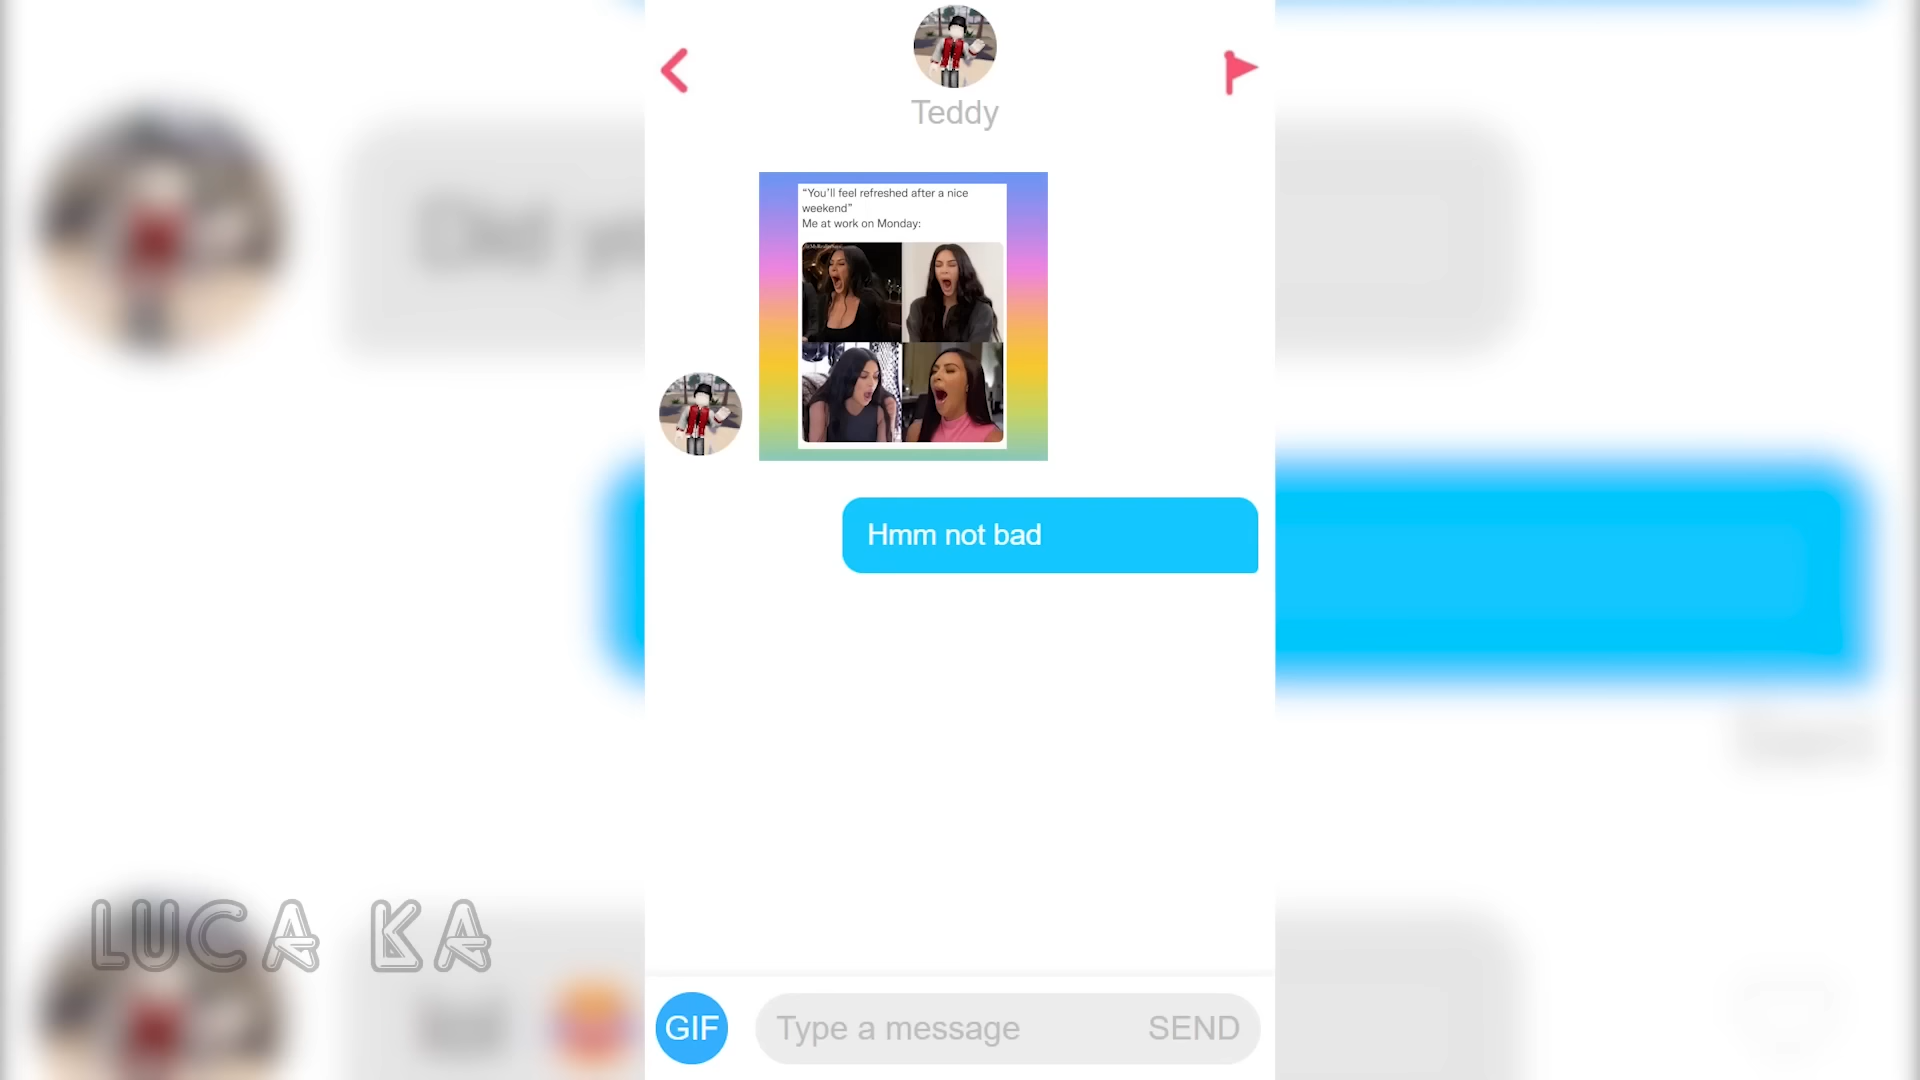 Teddy
“You’ll feel refreshed after a nice
weekend”
Me at work on Monday:
Hmm not bad
Did
LUCA KA
GIF
Type a message
SEND